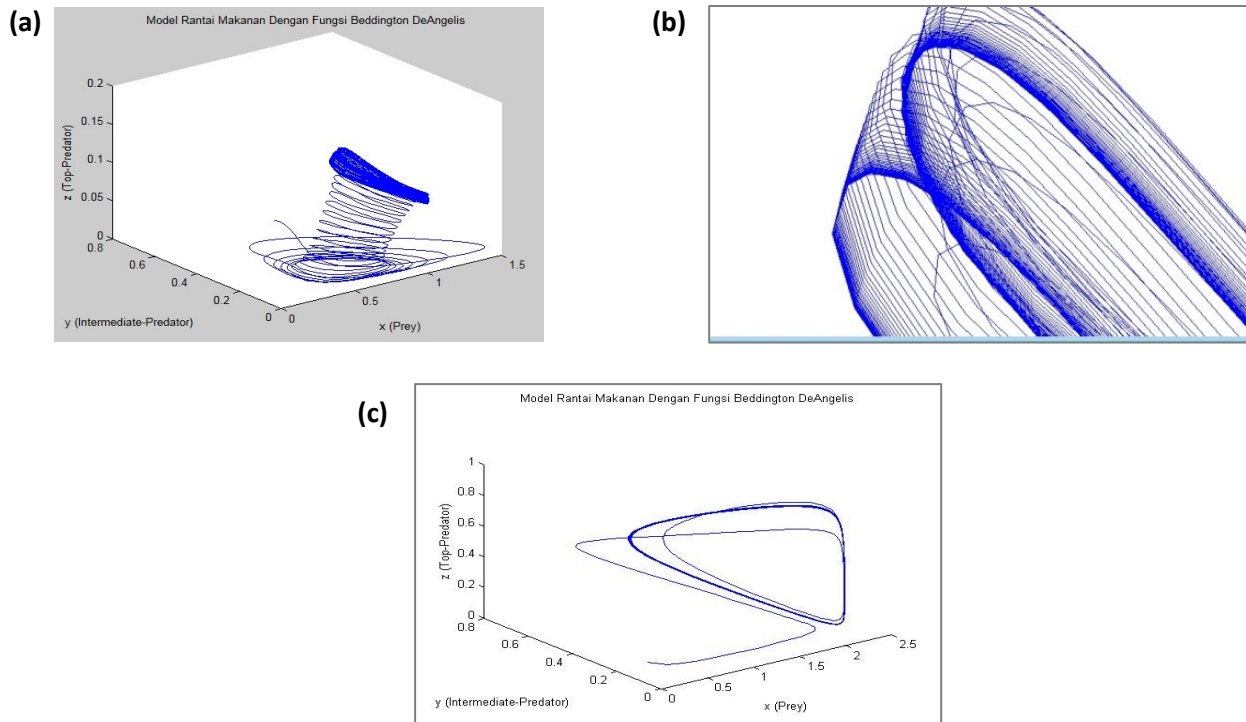 (a)
Model Rantai Makanan Dengan Fungsi Beddington DeAngelis
z (Top-Predator)
0.2
0.15
0.1
0.05
0
0.8
0.6
0.4
0.2
0
0
0.5
1
1.5
y (Intermediate-Predator)
x (Prey)
(b)
(c)
Model Rantai Makanan Dengan Fungsi Beddington DeAngelis
z (Top-Predator)
1
0.8
0.6
0.4
0.2
0
0.8
0.6
0.4
0.2
0
0
0.5
1
1.5
2
2.5
y (Intermediate-Predator)
x (Prey)